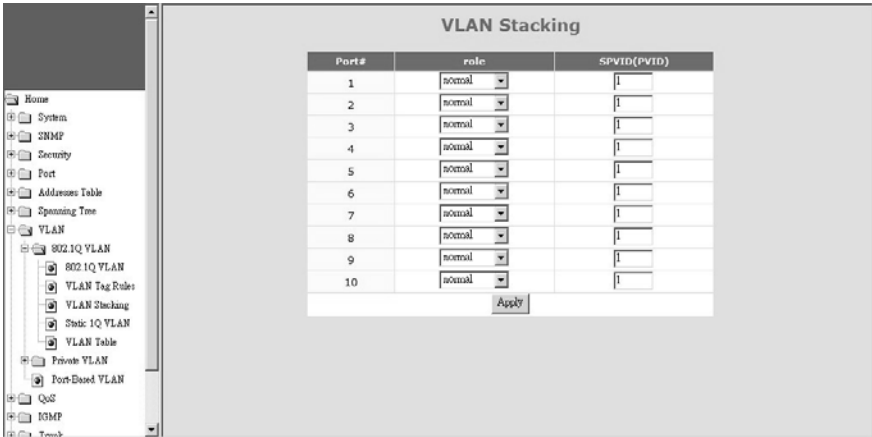 Home
System
SNMP
Security
Port
Addresses Table
Spanning Tree
VLAN
802.1Q VLAN
802.1Q VLAN
VLAN Tag Rules
VLAN Stacking
Static 1Q VLAN
VLAN Table
Private VLAN
Port-Based VLAN
QoS
IGMP
Trunk
VLAN Stacking
Port# role SPVID(PVID)
1 normal 1
2 normal 1
3 normal 1
4 normal 1
5 normal 1
6 normal 1
7 normal 1
8 normal 1
9 normal 1
10 normal 1
Apply